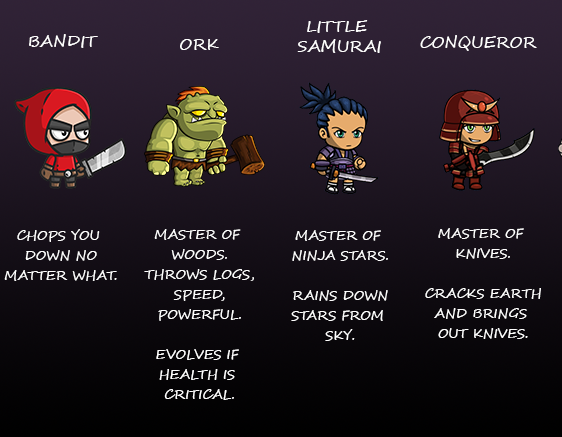 BANDIT
ORK
LITTLE
SAMURAI
CONQUEROR
CHOPS YOU
DOWN NO
MATTER WHAT.
MASTER OF
WOODS.
THROWS LOGS,
SPEED,
POWERFUL.
EVOLVES IF
HEALTH IS
CRITICAL.
MASTER OF
NINJA STARS.
RAINS DOWN
STARS FROM
SKY.
MASTER OF
KNIVES.
CRACKS EARTH
AND BRINGS
OUT KNIVES.